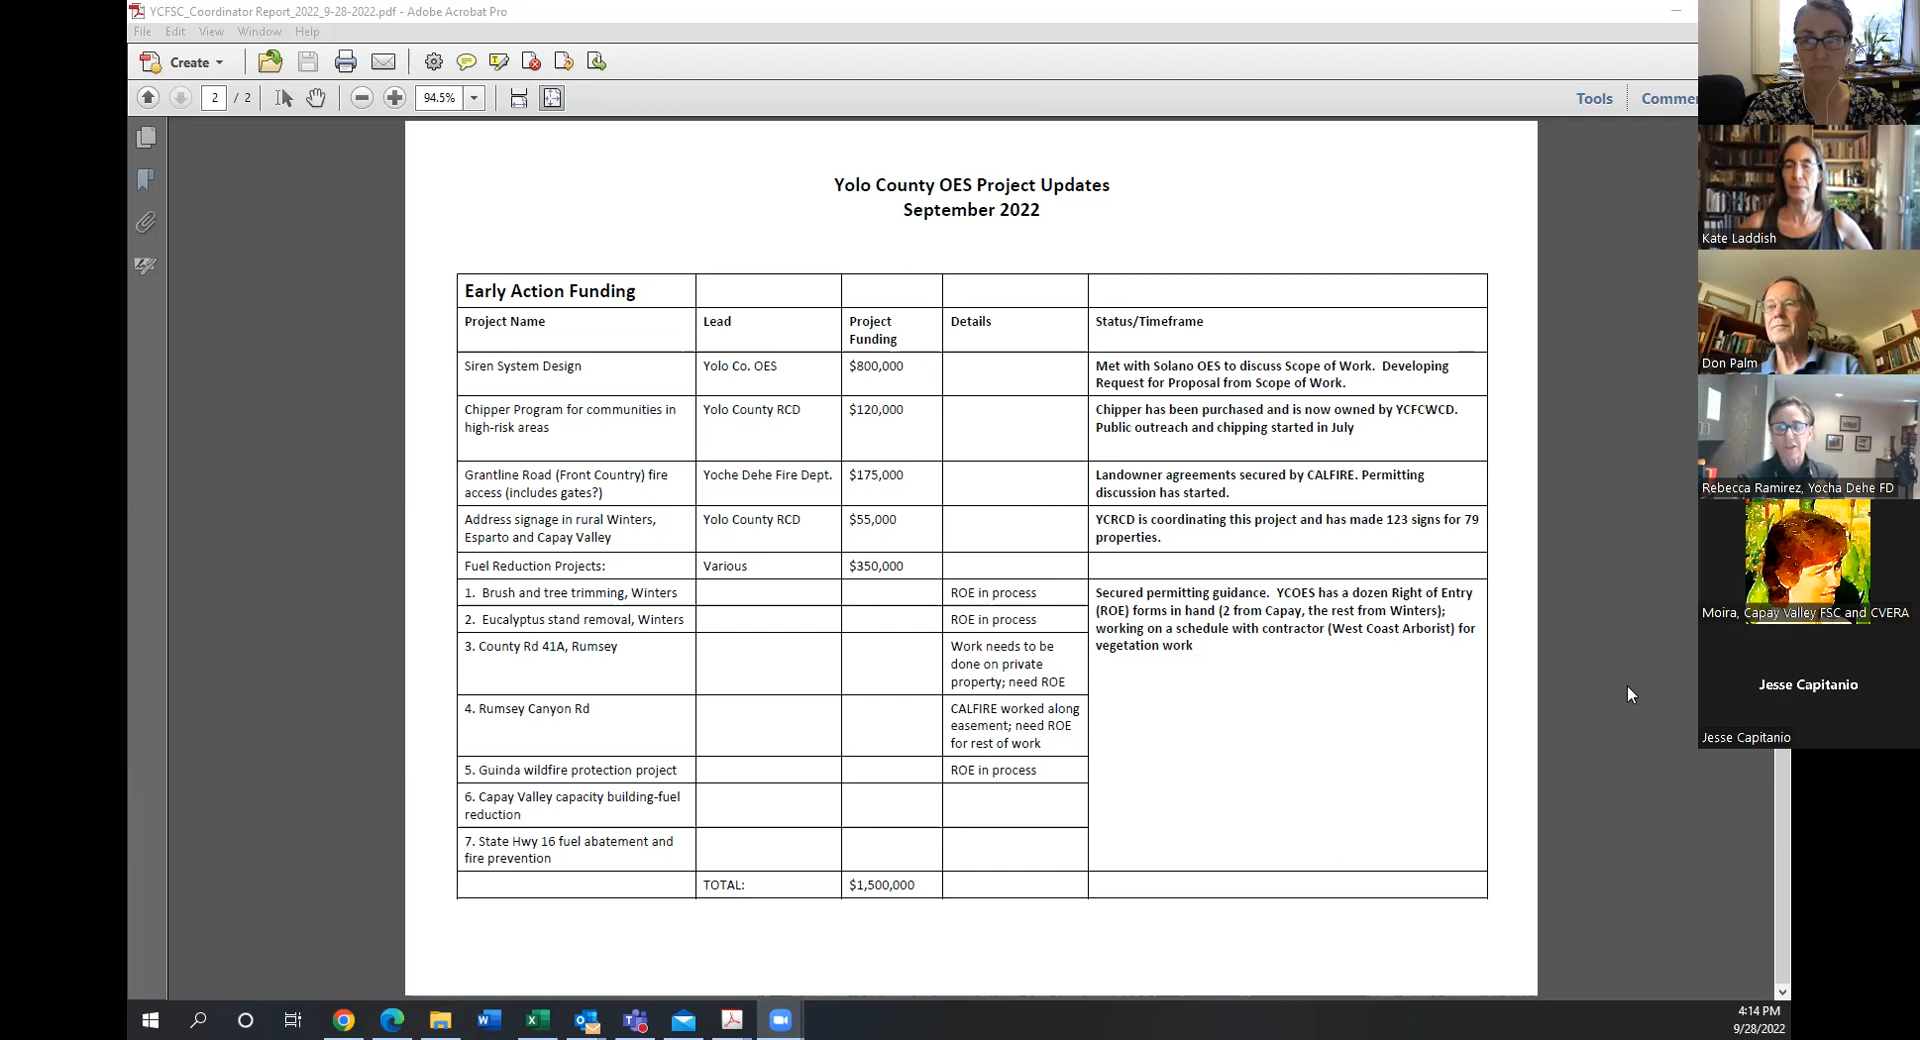 YCFSC_Coordinator Report_2022_9-28-2022.pdf - Adobe Acrobat Pro
File Edit View Window Help
Create
2 / 2 94.5%
Tools
Commen
Yolo County OES Project Updates
September 2022
Early Action Funding
Project Name
Lead
Project
Funding
Details
Status/Timeframe
Siren System Design
Yolo Co. OES
$800,000
Met with Solano OES to discuss Scope of Work. Developing
Request for Proposal from Scope of Work.
Chipper Program for communities in
high-risk areas
Yolo County RCD
$120,000
Chipper has been purchased and is now owned by YCFCWCD.
Public outreach and chipping started in July
Grantline Road (Front Country) fire
access (includes gates?)
Yoche Dehe Fire Dept.
$175,000
Landowner agreements secured by CALFIRE. Permitting
discussion has started.
Address signage in rural Winters,
Esparto and Capay Valley
Yolo County RCD
$55,000
YCRCD is coordinating this project and has made 123 signs for 79
properties.
Fuel Reduction Projects:
Various
$350,000
1. Brush and tree trimming, Winters
ROE in process
Secured permitting guidance. YCOES has a dozen Right of Entry
(ROE) forms in hand (2 from Capay, the rest from Winters);
working on a schedule with contractor (West Coast Arborist) for
vegetation work
2. Eucalyptus stand removal, Winters
ROE in process
3. County Rd 41A, Rumsey
Work needs to be
done on private
property; need ROE
4. Rumsey Canyon Rd
CALFIRE worked along
easement; need ROE
for rest of work
5. Guinda wildfire protection project
ROE in process
6. Capay Valley capacity building-fuel
reduction
7. State Hwy 16 fuel abatement and
fire prevention
TOTAL:
$1,500,000
Kate Laddish
Don Palm
Rebecca Ramirez, Yocha Dehe FD
Moira, Capay Valley FSC and CVERA
Jesse Capitanio
Jesse Capitanio
4:14 PM
9/28/2022